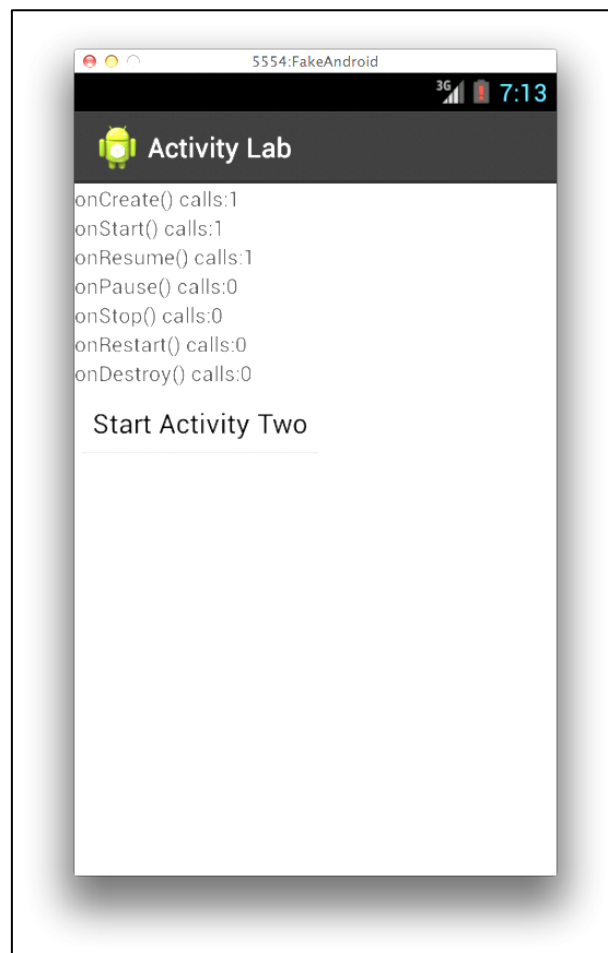 5554:FakeAndroid
3G 7:13
Activity Lab
onCreate() calls:1
onStart() calls:1
onResume() calls:1
onPause() calls:0
onStop() calls:0
onRestart() calls:0
onDestroy() calls:0
Start Activity Two